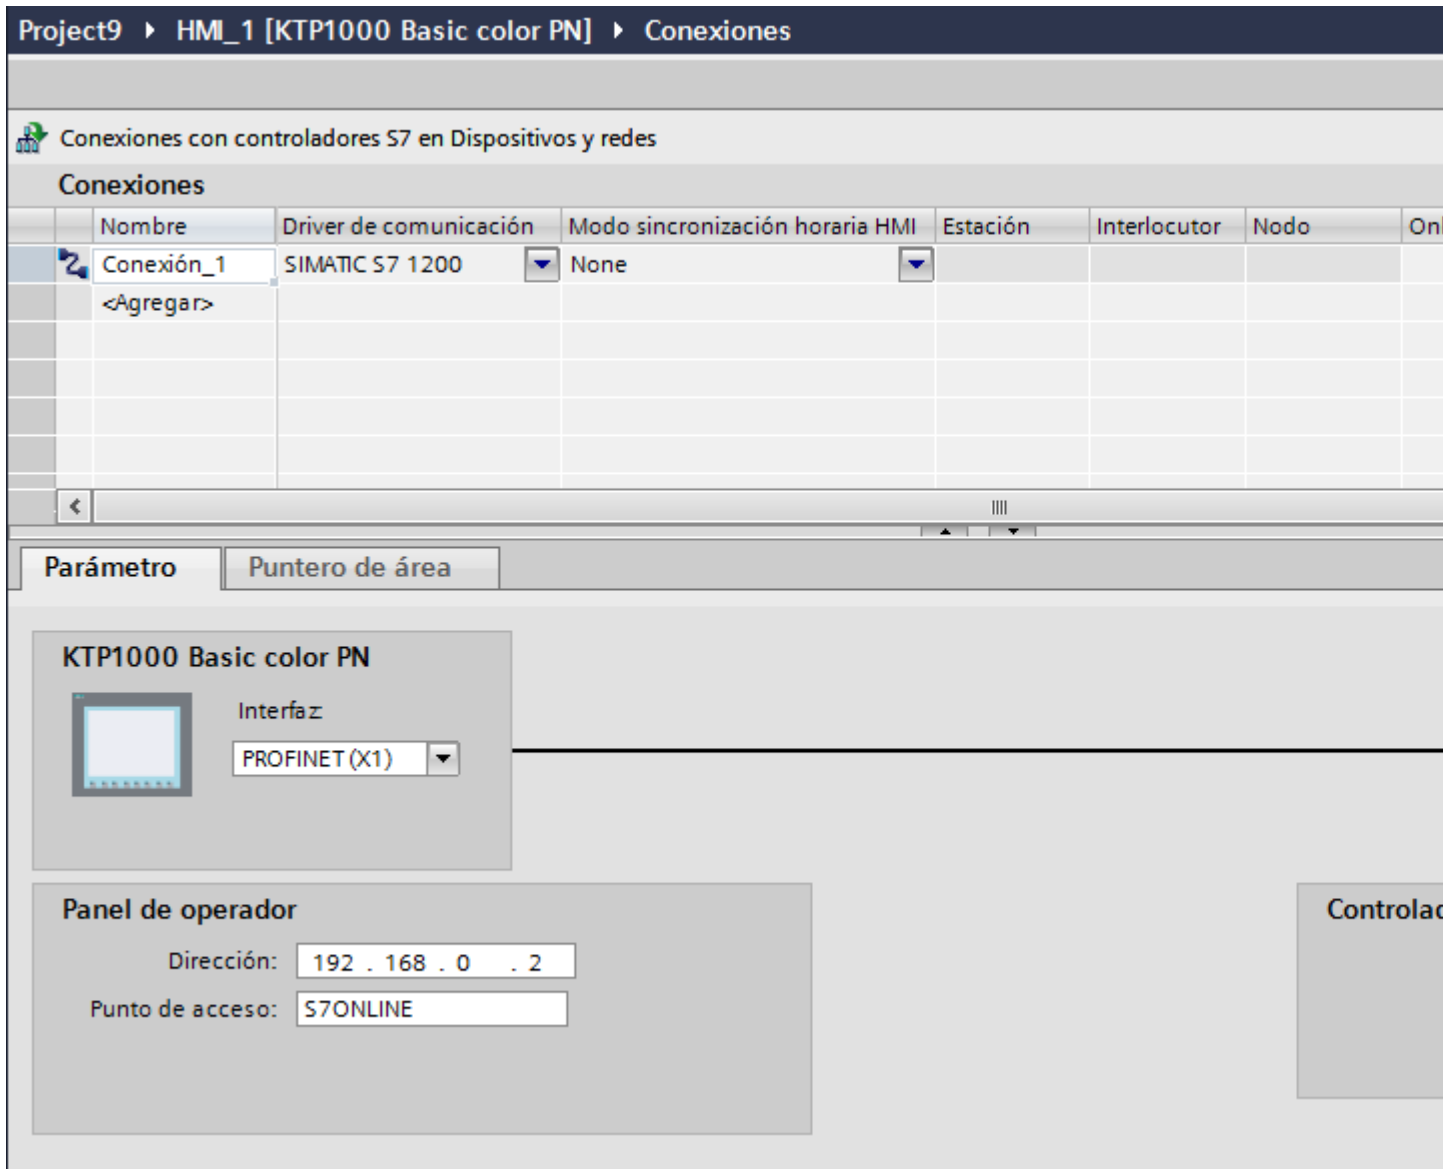 Project9 ▸ HMI_1 [KTP1000 Basic color PN] ▸ Conexiones
Conexiones con controladores S7 en Dispositivos y redes
Conexiones
Nombre Driver de comunicación Modo sincronización horaria HMI Estación Interlocutor Nodo Onl
Conexión_1 SIMATIC S7 1200 None
<Agregar>
Parámetro Puntero de área
KTP1000 Basic color PN
Interfaz:
PROFINET (X1)
Panel de operador Controlad
Dirección: 192 . 168 . 0 . 2
Punto de acceso: S7ONLINE